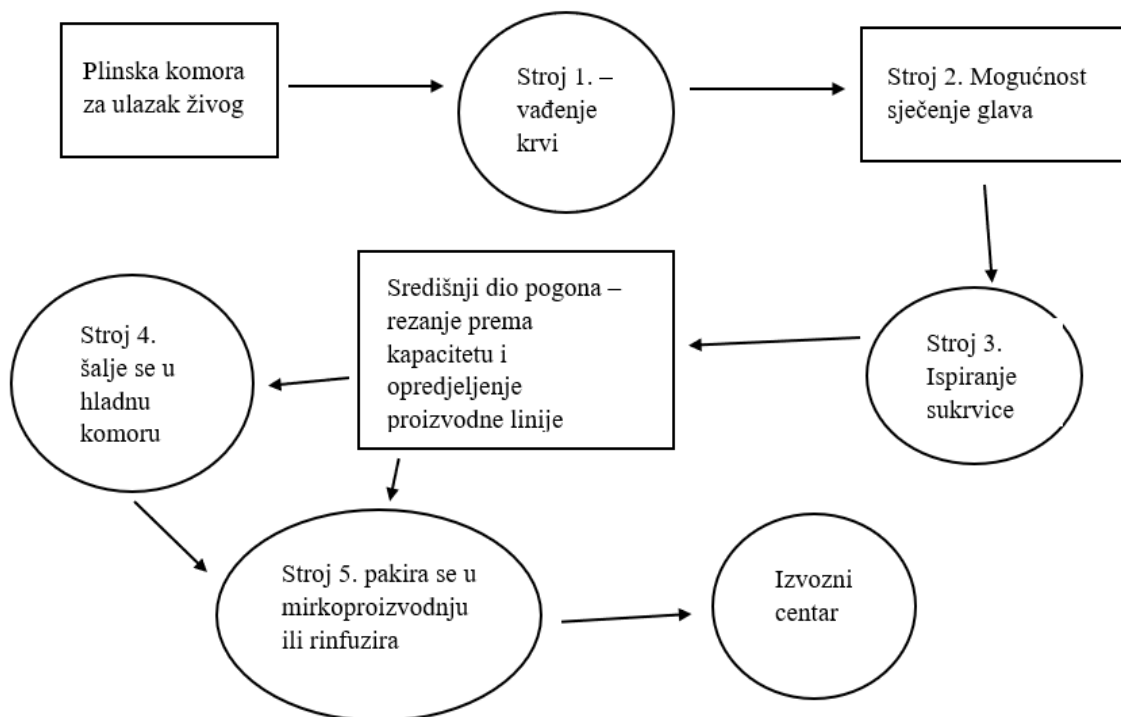 Plinska komora
za ulazak živog
Stroj 1. –
vađenje
krvi
Stroj 2. Mogućnost
sječenje glava
Stroj 3.
Ispiranje
sukrvice
Središnji dio pogona –
rezanje prema
kapacitetu i
opredjeljenje
proizvodne linije
Stroj 4.
šalje se u
hladnu
komoru
Stroj 5. pakira se u
mirkoproizvodnju
ili rinfuzira
Izvozni
centar